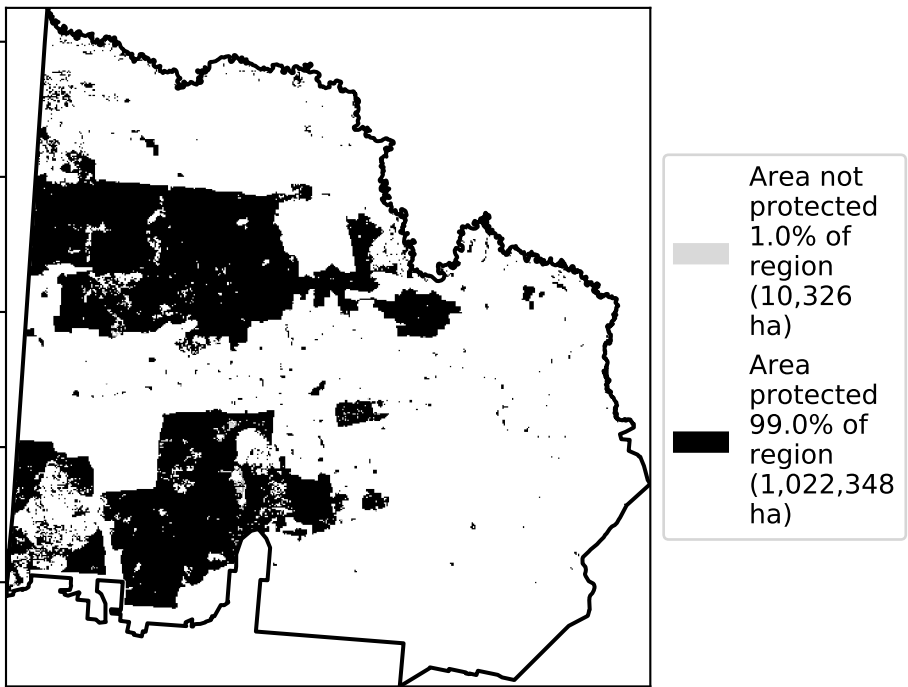 Area not
protected
1.0% of
region
(10,326
ha)
Area
protected
99.0% of
region
(1,022,348
ha)